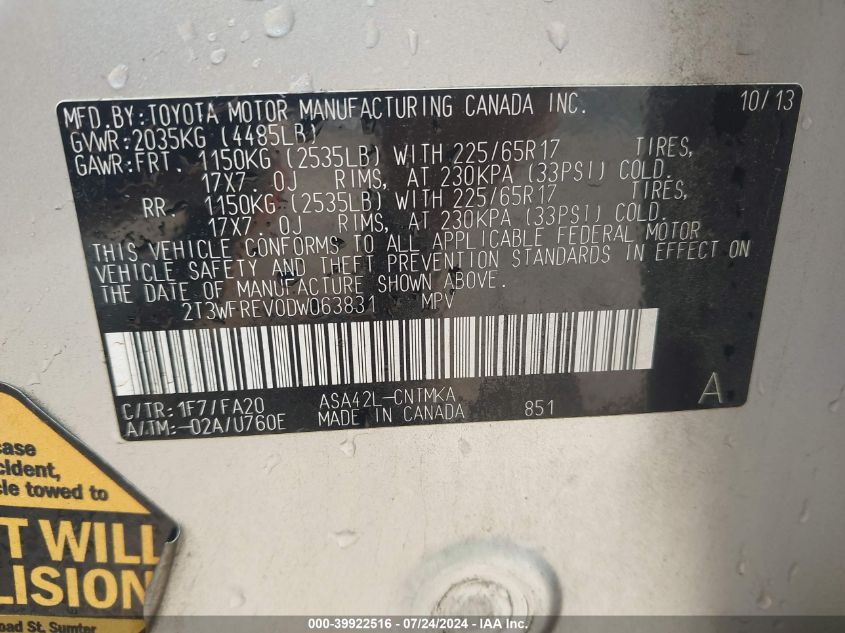 MFD.BY:TOYOTA MOTOR MANUFACTURING CANADA INC. 10/13
GVWR:2035KG (4485LB)
GAWR:FRT. 1150KG (2535LB) WITH 225/65R17 TIRES,
17X7. 0J RIMS, AT 230KPA (33PSI) COLD.
RR. 1150KG (2535LB) WITH 225/65R17 TIRES,
17X7. 0J RIMS, AT 230KPA (33PSI) COLD.
THIS VEHICLE CONFORMS TO ALL APPLICABLE FEDERAL MOTOR
VEHICLE SAFETY AND THEFT PREVENTION STANDARDS IN EFFECT ON
THE DATE OF MANUFACTURE SHOWN ABOVE.
2T3WFREV0DW063831 MPV
C/TR:1F7/FA20 ASA42L-CNTMKA A
A/TM:-02A/U760E MADE IN CANADA 851
case
cident,
cle towed to
T WILL
LISION
oad St. Sumter
000-39922516 - 07/24/2024 - IAA Inc.